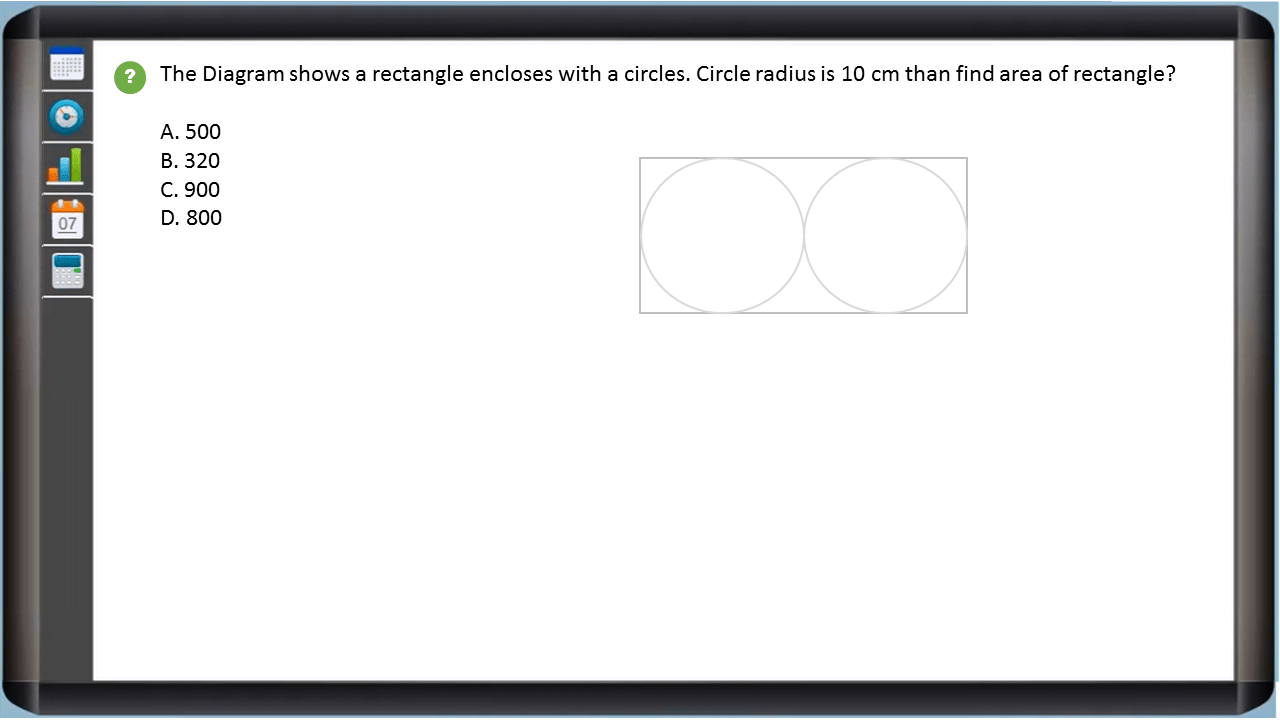 ? The Diagram shows a rectangle encloses with a circles. Circle radius is 10 cm than find area of rectangle?
A. 500
B. 320
C. 900
D. 800
07